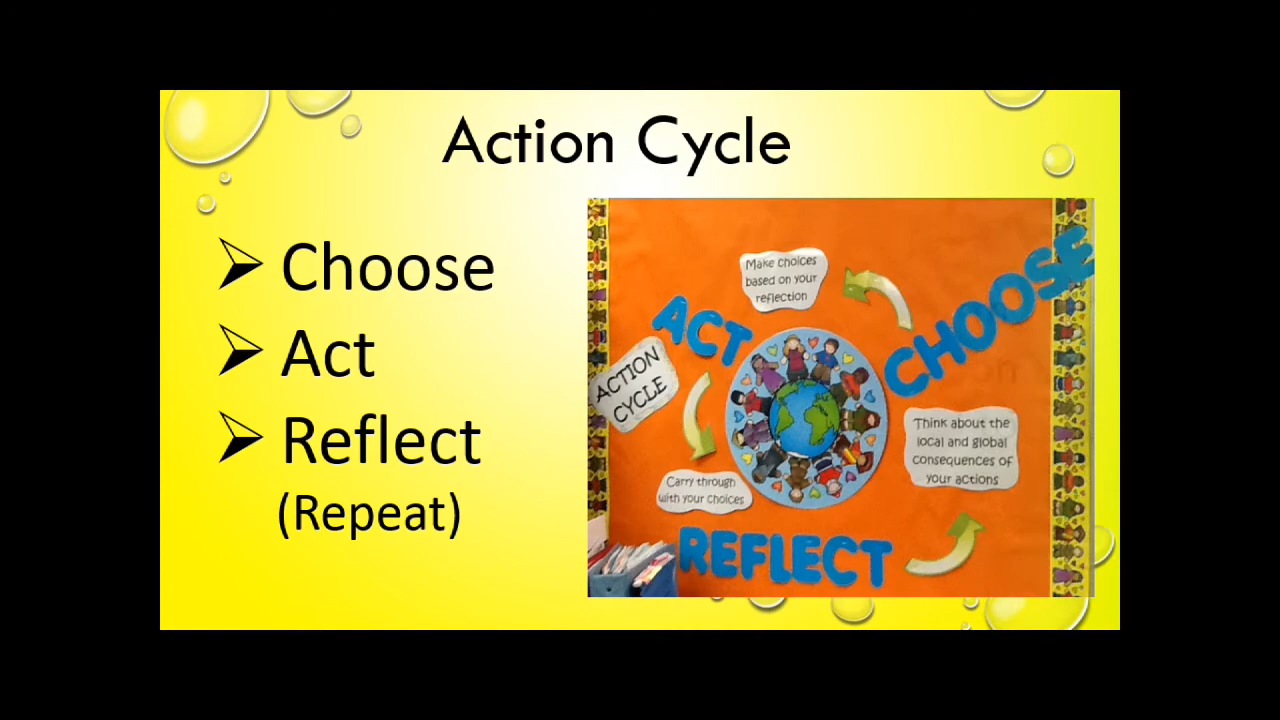 Action Cycle
Choose
Act
Reflect
(Repeat)
Make choices
based on your
reflection
CHOOSE
ACT
ACTION
CYCLE
Think about the
local and global
consequences of
your actions
Carry through
with your choices
REFLECT